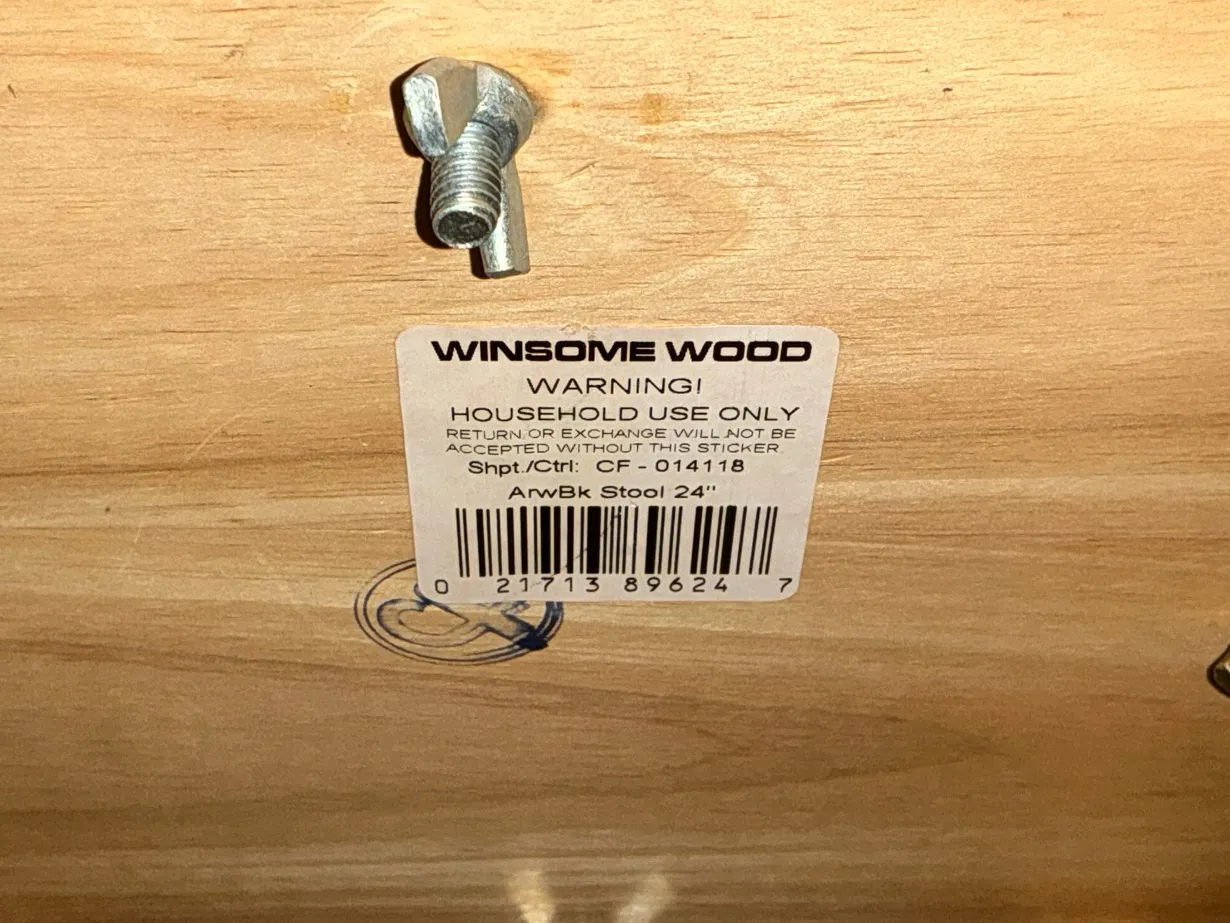 WINSOME WOOD
WARNING!
HOUSEHOLD USE ONLY
RETURN OR EXCHANGE WILL NOT BE
ACCEPTED WITHOUT THIS STICKER.
Shpt./Ctrl: CF - 014118
ArwBk Stool 24"
0 21713 89624 7